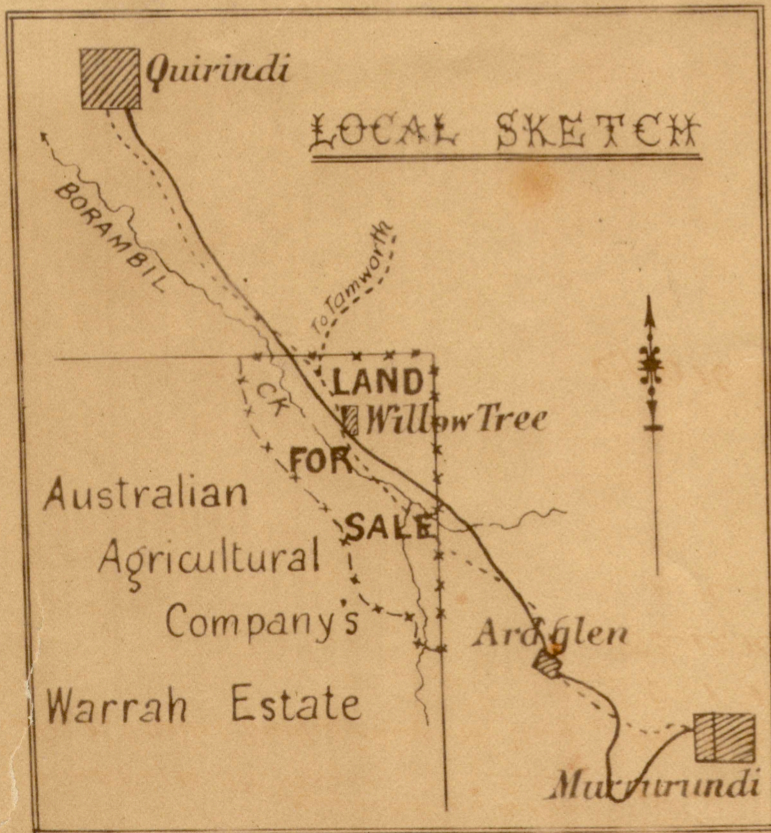 Quirindi
LOCAL SKETCH
BORAMBIL
To Tamworth
LAND
CK
Willow Tree
FOR
Australian
SALE
Agricultural
Company's
Ardglen
Warrah Estate
Murrurundi